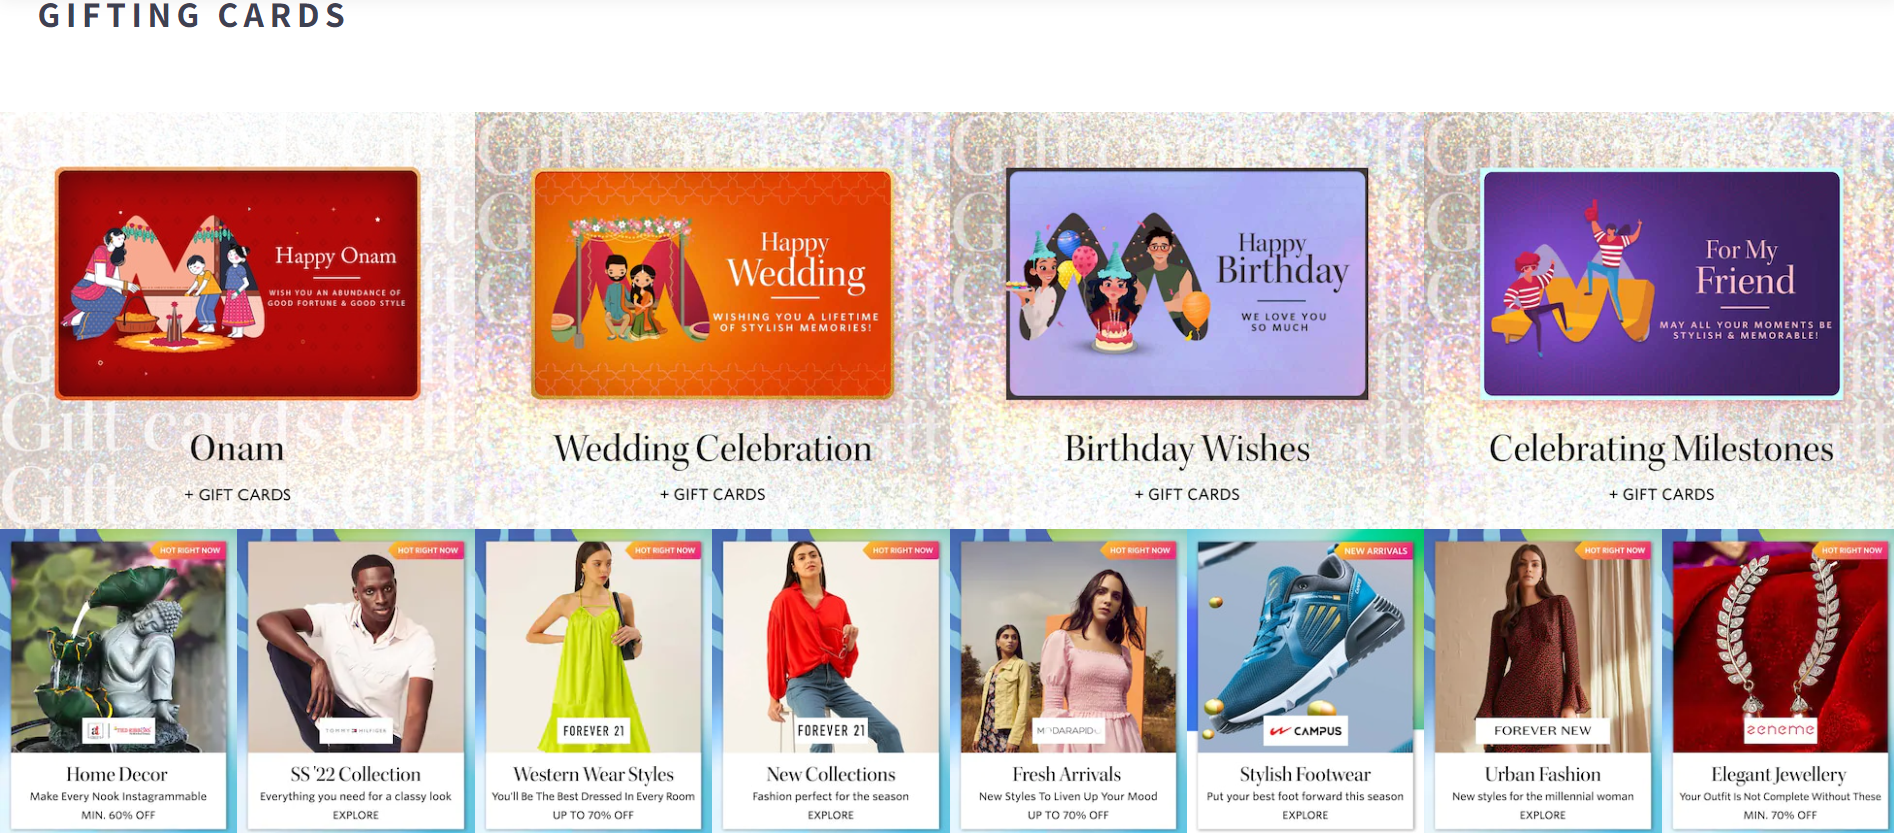 GIFTING CARDS
Happy Onam
WISH YOU AN ABUNDANCE OF
GOOD FORTUNE & GOOD STYLE
Onam
+ GIFT CARDS
Happy
Wedding
WISHING YOU A LIFETIME
OF STYLISH MEMORIES!
Wedding Celebration
+ GIFT CARDS
Happy
Birthday
WE LOVE YOU
SO MUCH
Birthday Wishes
+ GIFT CARDS
For My
Friend
MAY ALL YOUR MOMENTS BE
STYLISH & MEMORABLE!
Celebrating Milestones
+ GIFT CARDS
HOT RIGHT NOW
Home Decor
Make Every Nook Instagrammable
MIN. 60% OFF
HOT RIGHT NOW
TOMMY HILFIGER
SS '22 Collection
Everything you need for a classy look
EXPLORE
HOT RIGHT NOW
FOREVER 21
Western Wear Styles
You'll Be The Best Dressed In Every Room
UP TO 70% OFF
HOT RIGHT NOW
FOREVER 21
New Collections
Fashion perfect for the season
EXPLORE
HOT RIGHT NOW
Fresh Arrivals
New Styles To Liven Up Your Mood
UP TO 70% OFF
NEW ARRIVALS
CAMPUS
Stylish Footwear
Put your best foot forward this season
EXPLORE
HOT RIGHT NOW
FOREVER NEW
Urban Fashion
New styles for the millennial woman
EXPLORE
HOT RIGHT NOW
zeneme
Elegant Jewellery
Your Outfit Is Not Complete Without These
MIN. 70% OFF